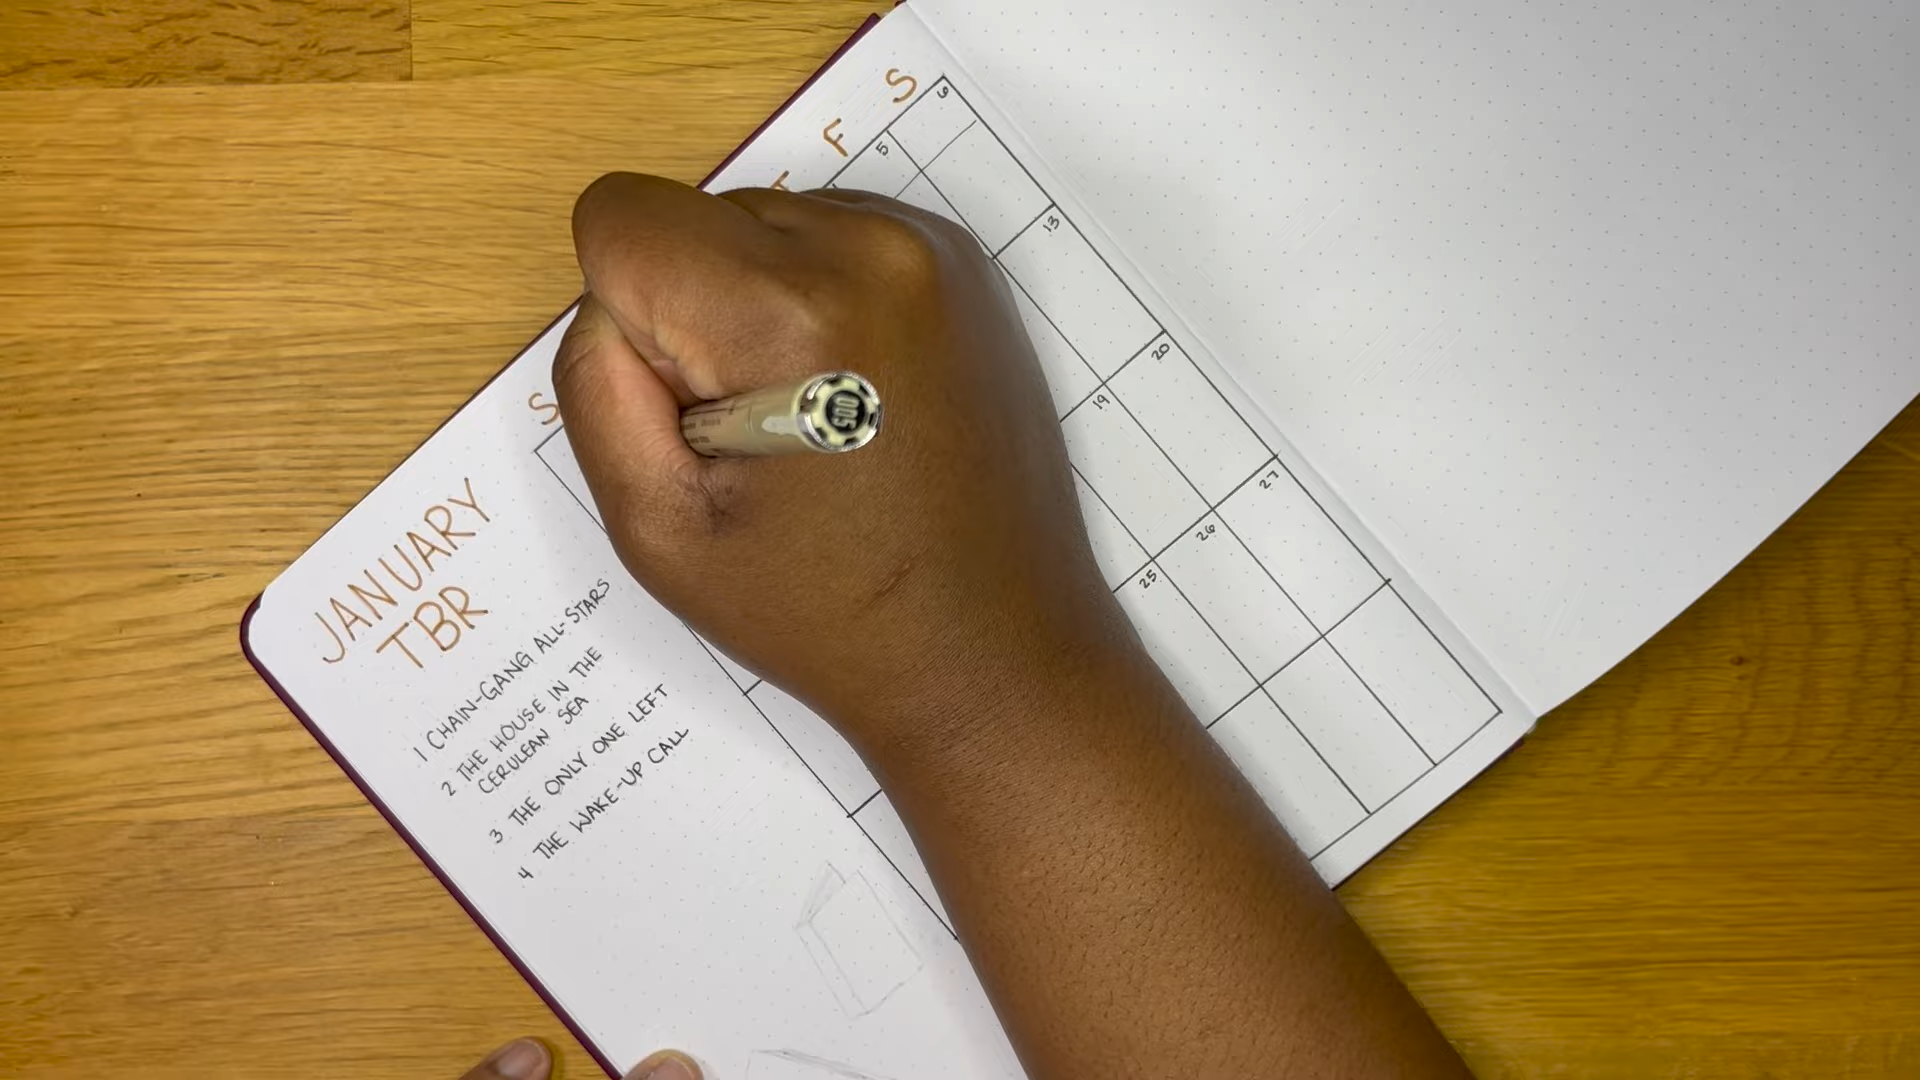 JANUARY
TBR
1 CHAIN-GANG ALL-STARS
2 THE HOUSE IN THE
CERULEAN SEA
3 THE ONLY ONE LEFT
4 THE WAKE-UP CALL
S T F S
5 6
13
19 20
25 26 27
500